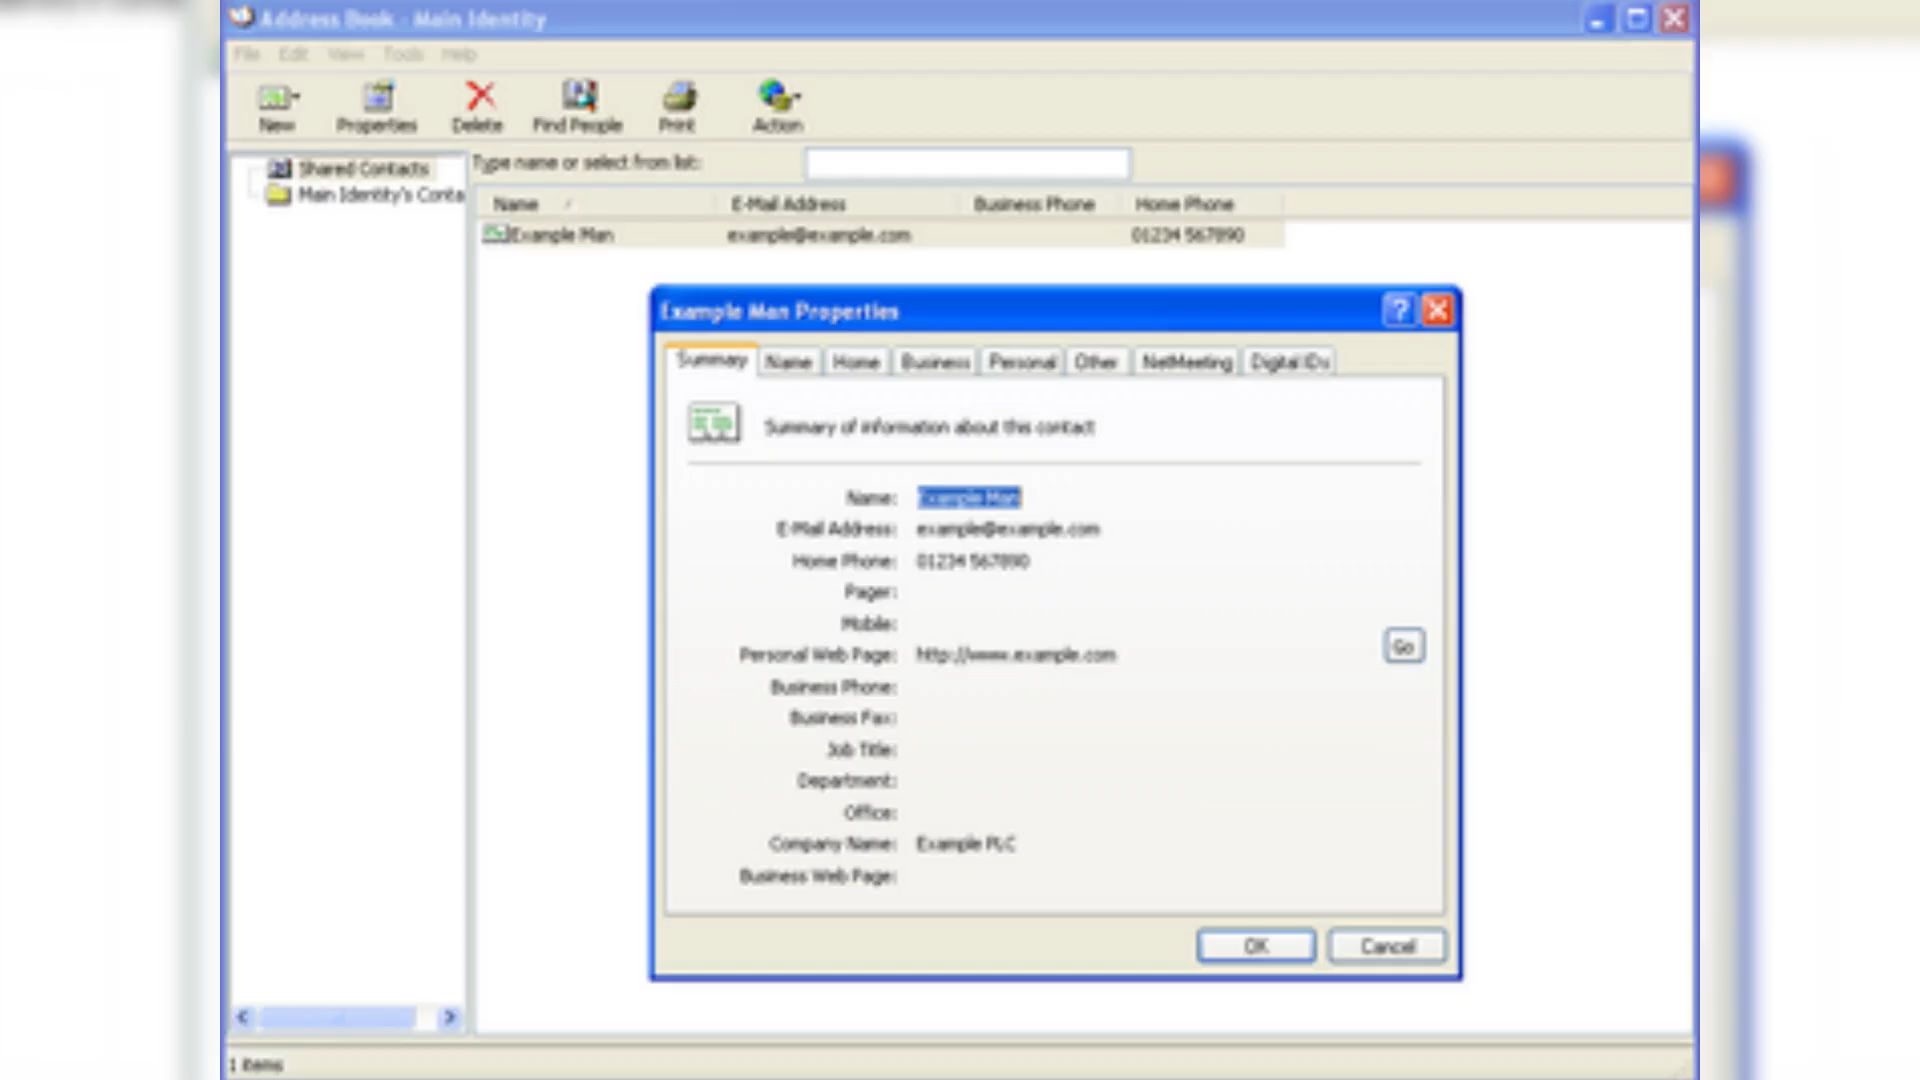 Address Book - Main Identity
File Edit View Tools Help
New Properties Delete Find People Print Action
Shared Contacts
Main Identity's Conta
Type name or select from list:
Name E-Mail Address Business Phone Home Phone
Example Man example@example.com 01234 567890
Example Man Properties
Summary Name Home Business Personal Other NetMeeting Digital IDs
Summary of information about this contact
Name: Example Man
E-Mail Address: example@example.com
Home Phone: 01234 567890
Pager:
Mobile:
Personal Web Page: http://www.example.com
Go
Business Phone:
Business Fax:
Job Title:
Department:
Office:
Company Name: Example PLC
Business Web Page:
OK Cancel
1 items